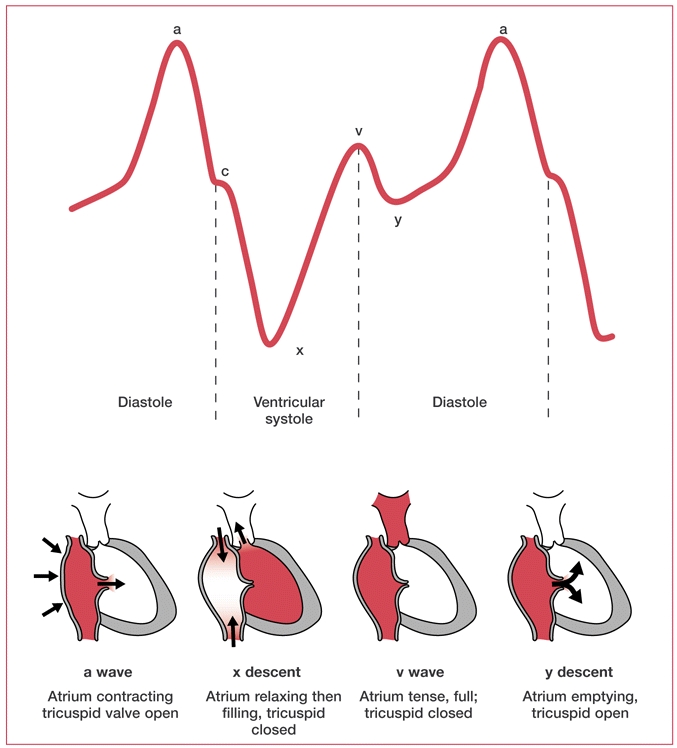 a
a
v
c
y
x
Diastole
Ventricular
systole
Diastole
a wave
Atrium contracting
tricuspid valve open
x descent
Atrium relaxing then
filling, tricuspid
closed
v wave
Atrium tense, full;
tricuspid closed
y descent
Atrium emptying,
tricuspid open